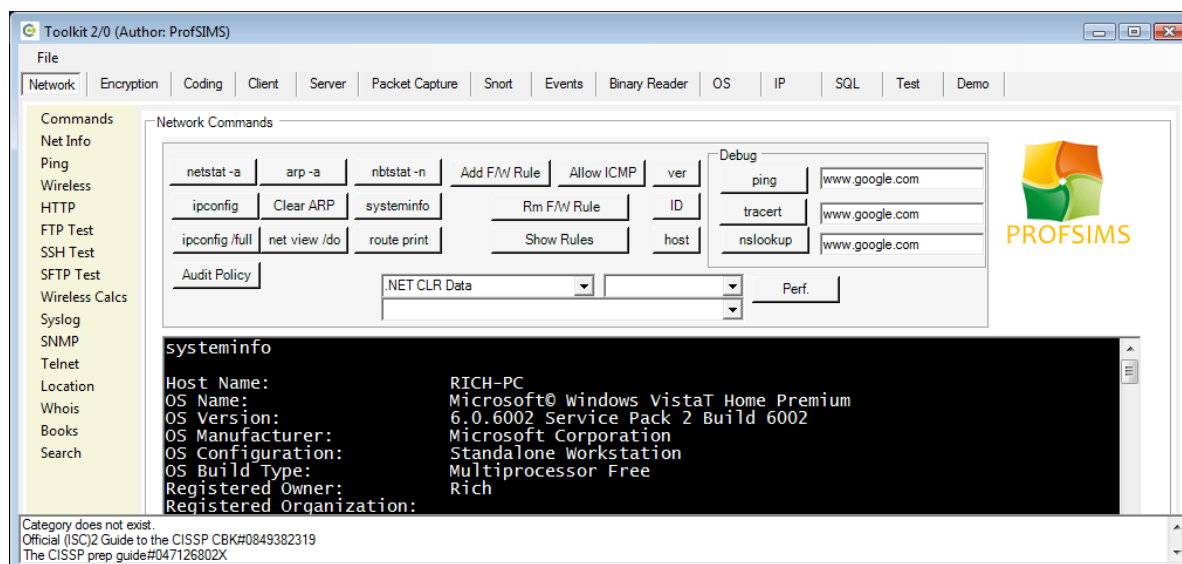 Toolkit 2/0 (Author: ProfSIMS)
File
Network Encryption Coding Client Server Packet Capture Snort Events Binary Reader OS IP SQL Test Demo
Commands
Net Info
Ping
Wireless
HTTP
FTP Test
SSH Test
SFTP Test
Wireless Calcs
Syslog
SNMP
Telnet
Location
Whois
Books
Search
Network Commands
netstat -a arp -a nbtstat -n Add F/W Rule Allow ICMP ver
ipconfig Clear ARP systeminfo Rm F/W Rule ID
ipconfig /full net view /do route print Show Rules host
Audit Policy
Debug
ping www.google.com
tracert www.google.com
nslookup www.google.com
.NET CLR Data Perf.
PROFSIMS
systeminfo
Host Name: RICH-PC
OS Name: Microsoft© Windows VistaT Home Premium
OS Version: 6.0.6002 Service Pack 2 Build 6002
OS Manufacturer: Microsoft Corporation
OS Configuration: Standalone Workstation
OS Build Type: Multiprocessor Free
Registered Owner: Rich
Registered Organization:
Category does not exist.
Official (ISC)2 Guide to the CISSP CBK#0849382319
The CISSP prep guide#047126802X